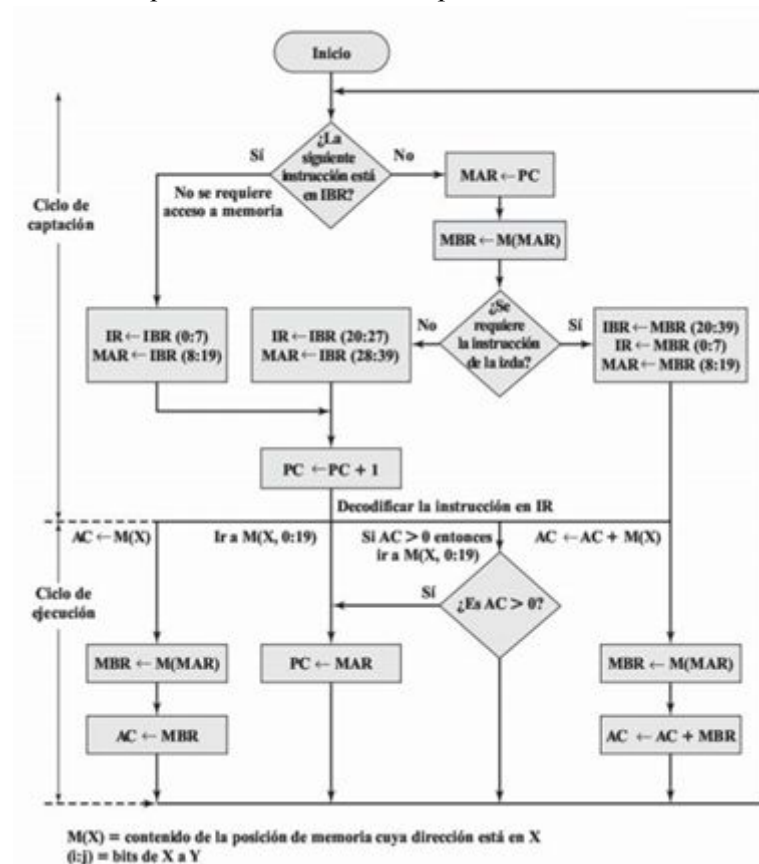 Inicio
¿La
siguiente
instrucción está
en IBR?
Sí
No
No se requiere
acceso a memoria
MAR ← PC
MBR ← M(MAR)
Ciclo de
captación
¿Se
requiere
la instrucción
de la izda?
No
Sí
IR ← IBR (0:7)
MAR ← IBR (8:19)
IR ← IBR (20:27)
MAR ← IBR (28:39)
IBR ← MBR (20:39)
IR ← MBR (0:7)
MAR ← MBR (8:19)
PC ← PC + 1
Decodificar la instrucción en IR
AC ← M(X)
Ir a M(X, 0:19)
Si AC > 0 entonces
ir a M(X, 0:19)
AC ← AC + M(X)
Ciclo de
ejecución
Sí
¿Es AC > 0?
MBR ← M(MAR)
PC ← MAR
MBR ← M(MAR)
AC ← MBR
AC ← AC + MBR
M(X) = contenido de la posición de memoria cuya dirección está en X
(i:j) = bits de X a Y